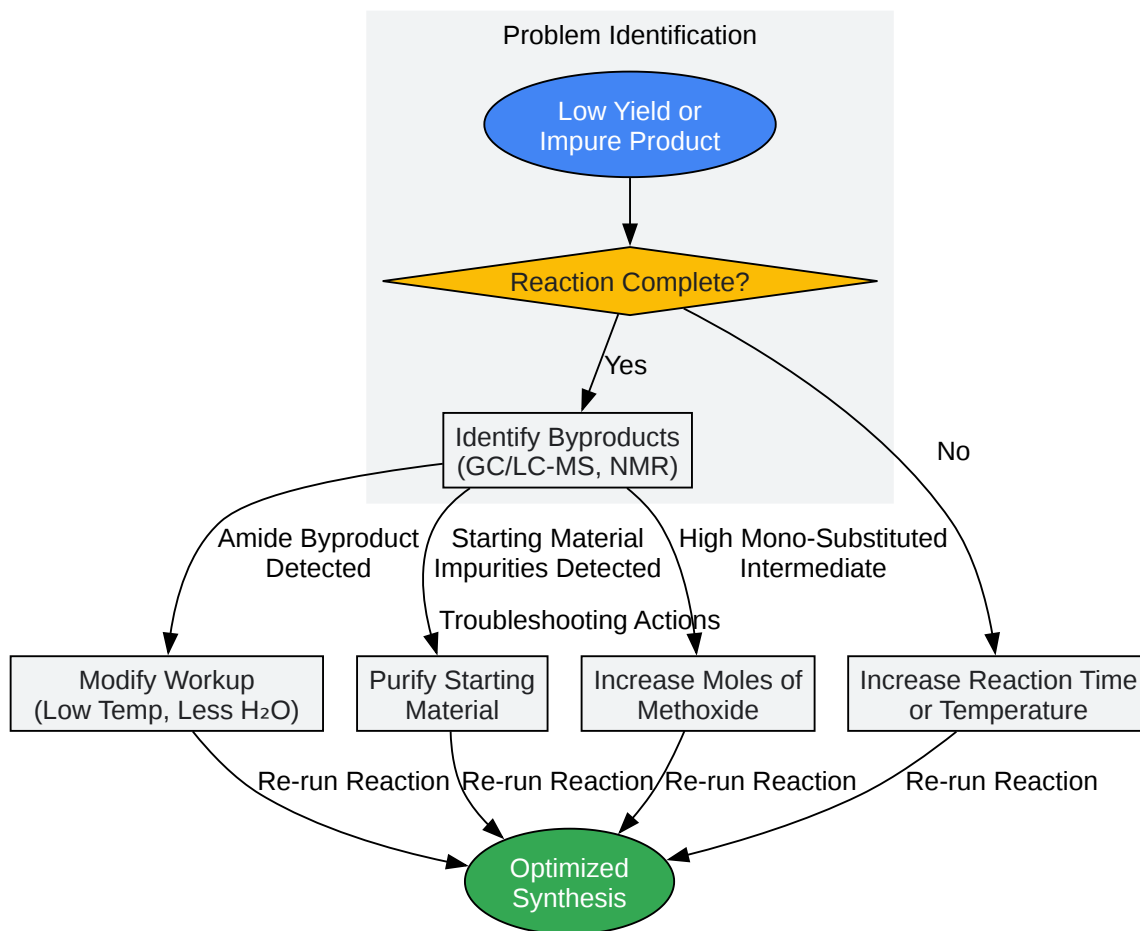 Problem Identification
Low Yield or
Impure Product
Reaction Complete?
Yes
No
Identify Byproducts
(GC/LC-MS, NMR)
Amide Byproduct
Detected
Starting Material
Impurities Detected
High Mono-Substituted
Intermediate
Troubleshooting Actions
Modify Workup
(Low Temp, Less H₂O)
Purify Starting
Material
Increase Moles of
Methoxide
Increase Reaction Time
or Temperature
Re-run Reaction
Re-run Reaction
Re-run Reaction
Re-run Reaction
Optimized
Synthesis